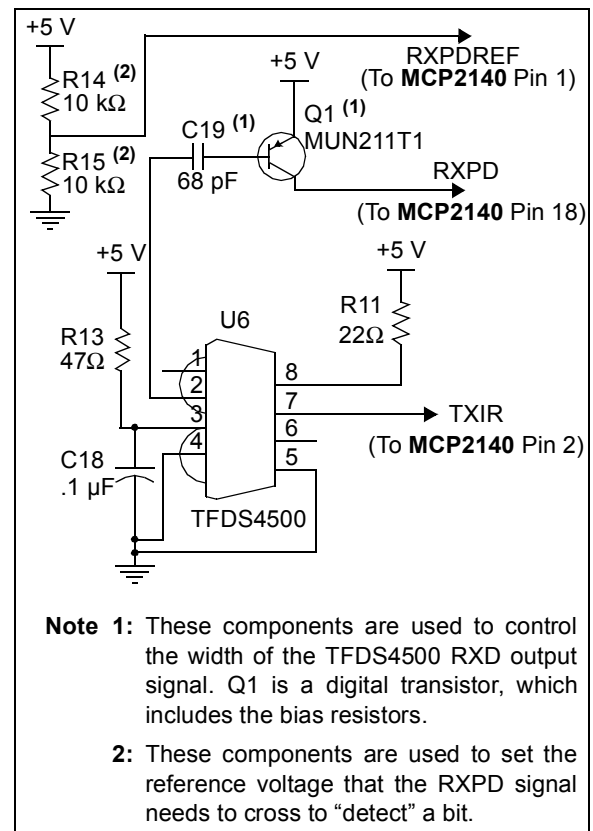 +5 V
R14 (2)
10 kΩ
R15 (2)
10 kΩ
RXPDREF
(To MCP2140 Pin 1)
+5 V
C19 (1)
68 pF
Q1 (1)
MUN211T1
RXPD
(To MCP2140 Pin 18)
+5 V
R13
47Ω
C18
.1 µF
U6
1
2
3
4
8
7
6
5
TFDS4500
+5 V
R11
22Ω
TXIR
(To MCP2140 Pin 2)
Note 1: These components are used to control
the width of the TFDS4500 RXD output
signal. Q1 is a digital transistor, which
includes the bias resistors.
2: These components are used to set the
reference voltage that the RXPD signal
needs to cross to “detect” a bit.